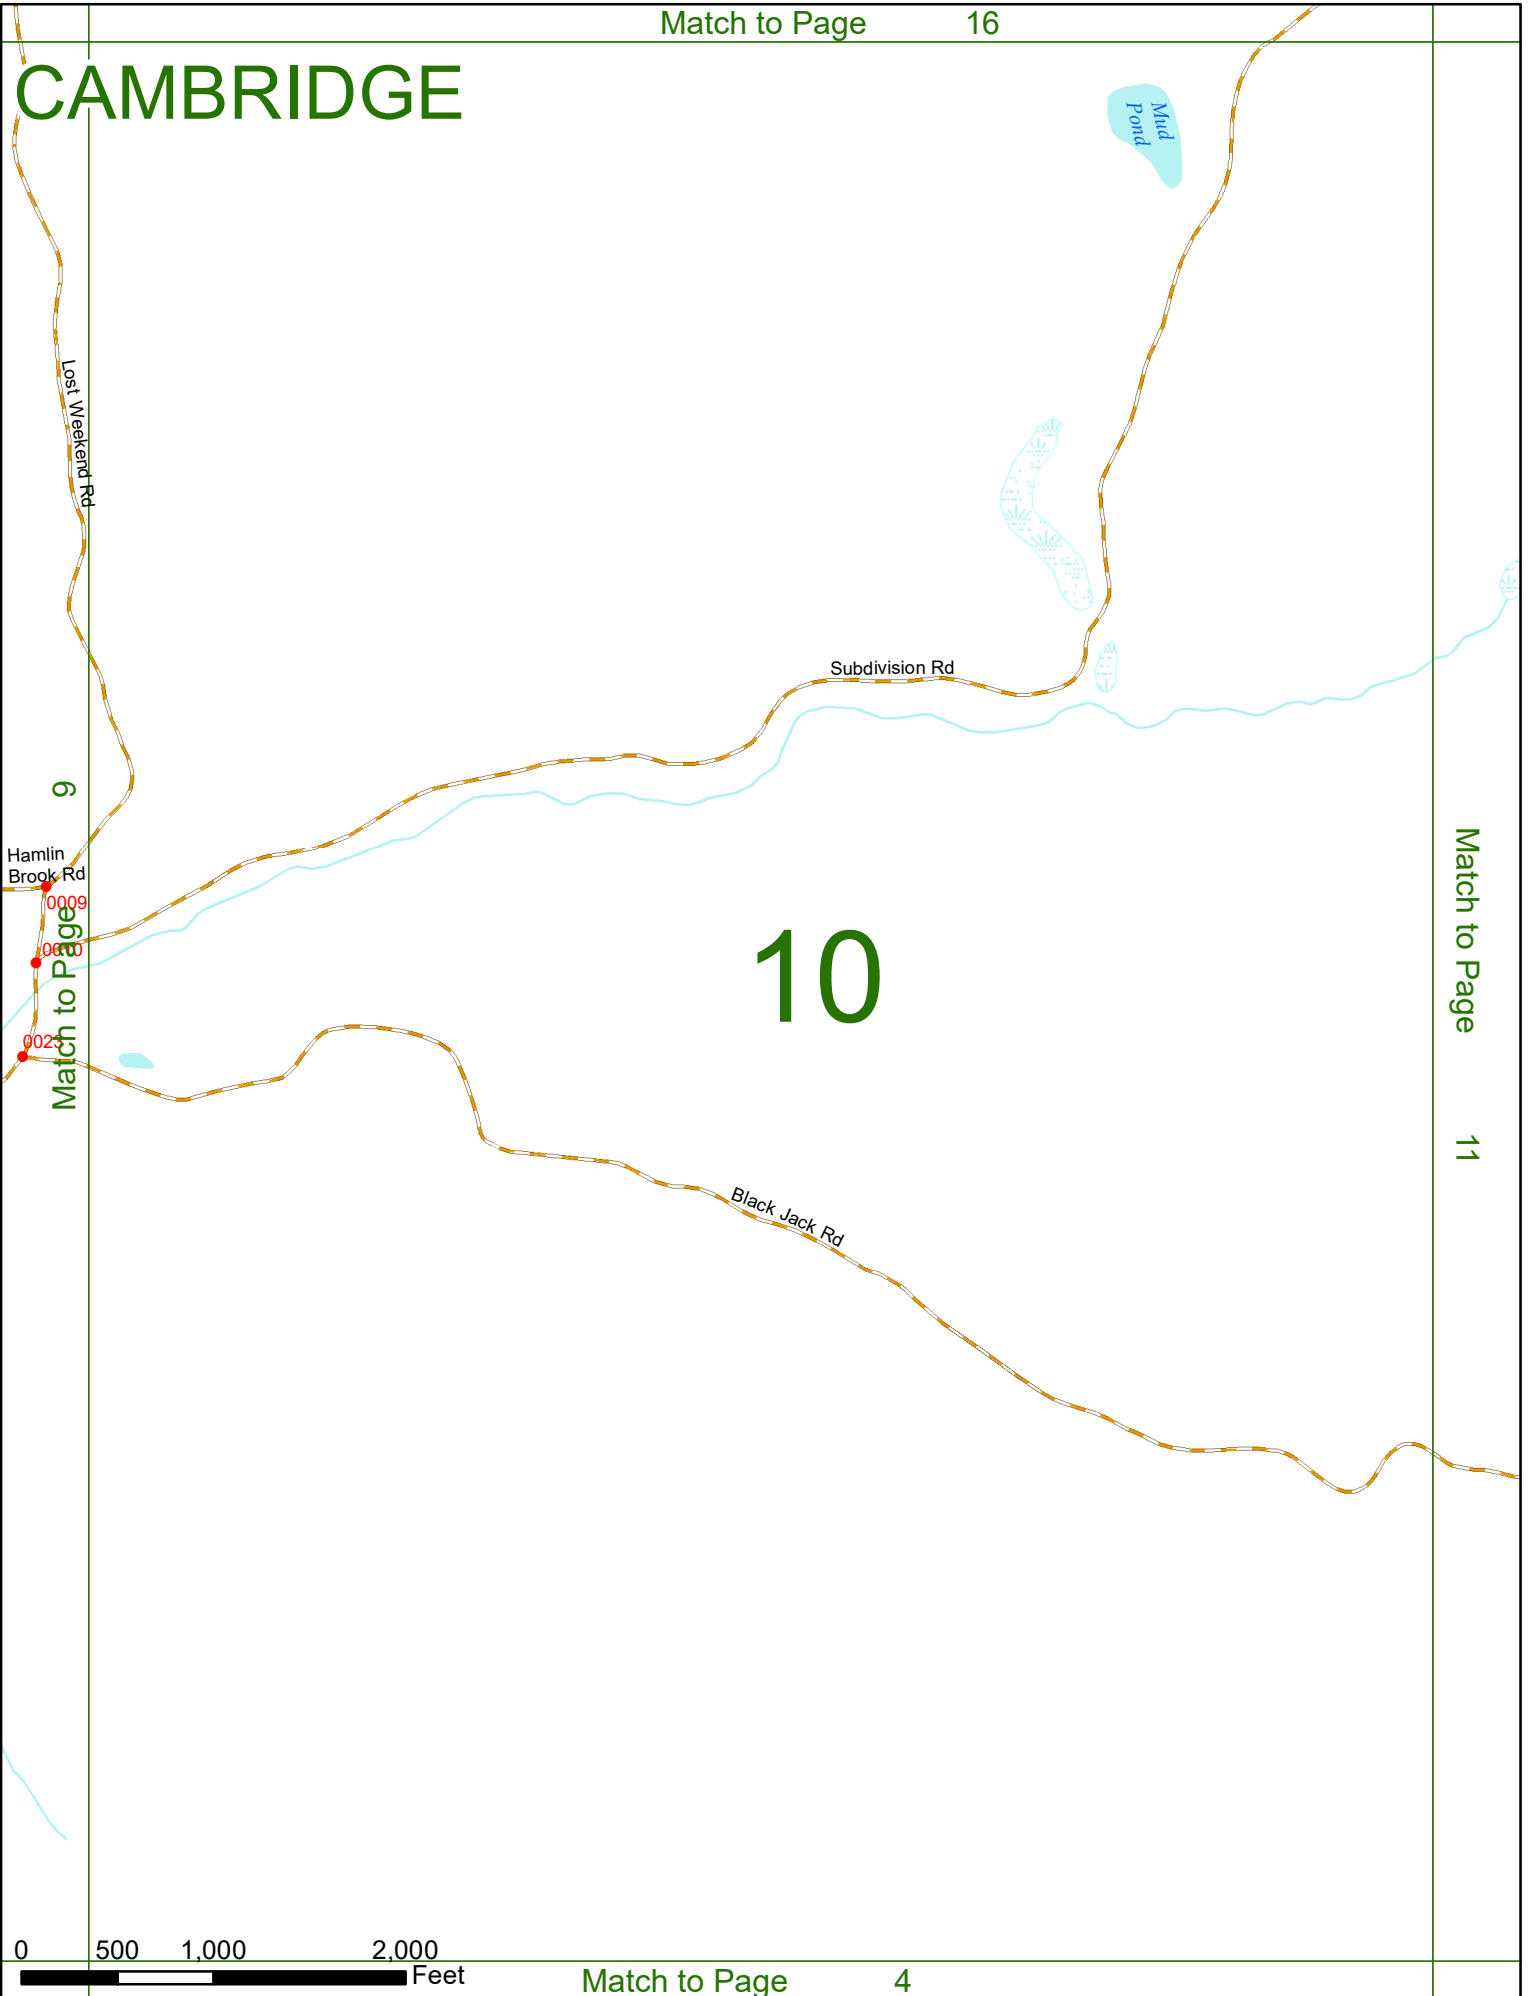 Match to Page 16
CAMBRIDGE
Mud
Pond
Lost Weekend Rd
Subdivision Rd
Match to Page 9
Hamlin
Brook Rd
0009
0023
10
Match to Page 11
Black Jack Rd
0 500 1,000 2,000
Feet
Match to Page 4